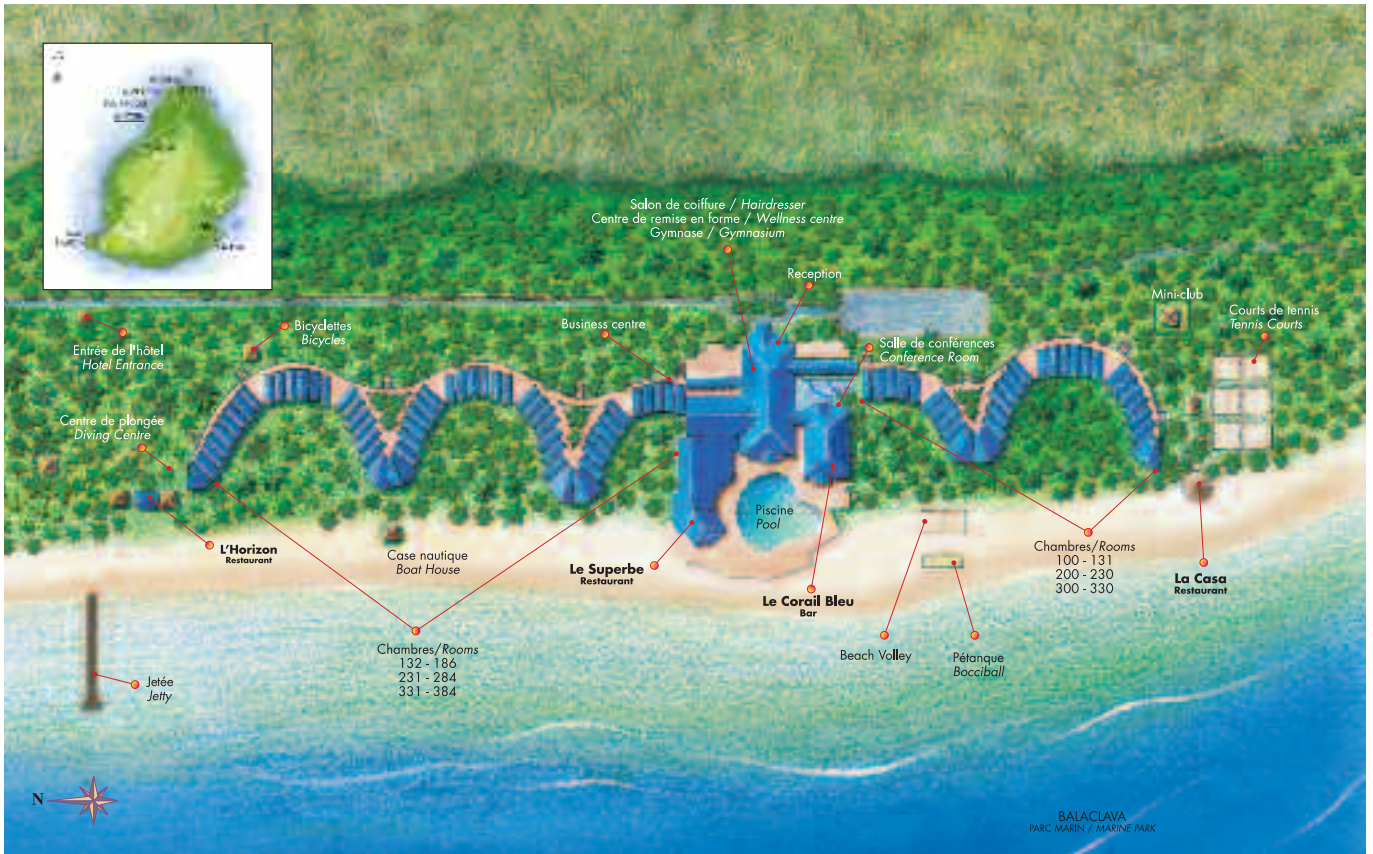 Salon de coiffure / Hairdresser
Centre de remise en forme / Wellness centre
Gymnase / Gymnasium
Reception
Mini-club
Courts de tennis
Tennis Courts
Bicyclettes
Bicycles
Business centre
Entrée de l'hôtel
Hotel Entrance
Salle de conférences
Conference Room
Centre de plongée
Diving Centre
Piscine
Pool
L'Horizon
Restaurant
Case nautique
Boat House
Le Superbe
Restaurant
Le Corail Bleu
Bar
Chambres/Rooms
100 - 131
200 - 230
300 - 330
La Casa
Restaurant
Chambres/Rooms
132 - 186
231 - 284
331 - 384
Beach Volley
Pétanque
Bocciball
Jetée
Jetty
N
BALACLAVA
PARC MARIN / MARINE PARK